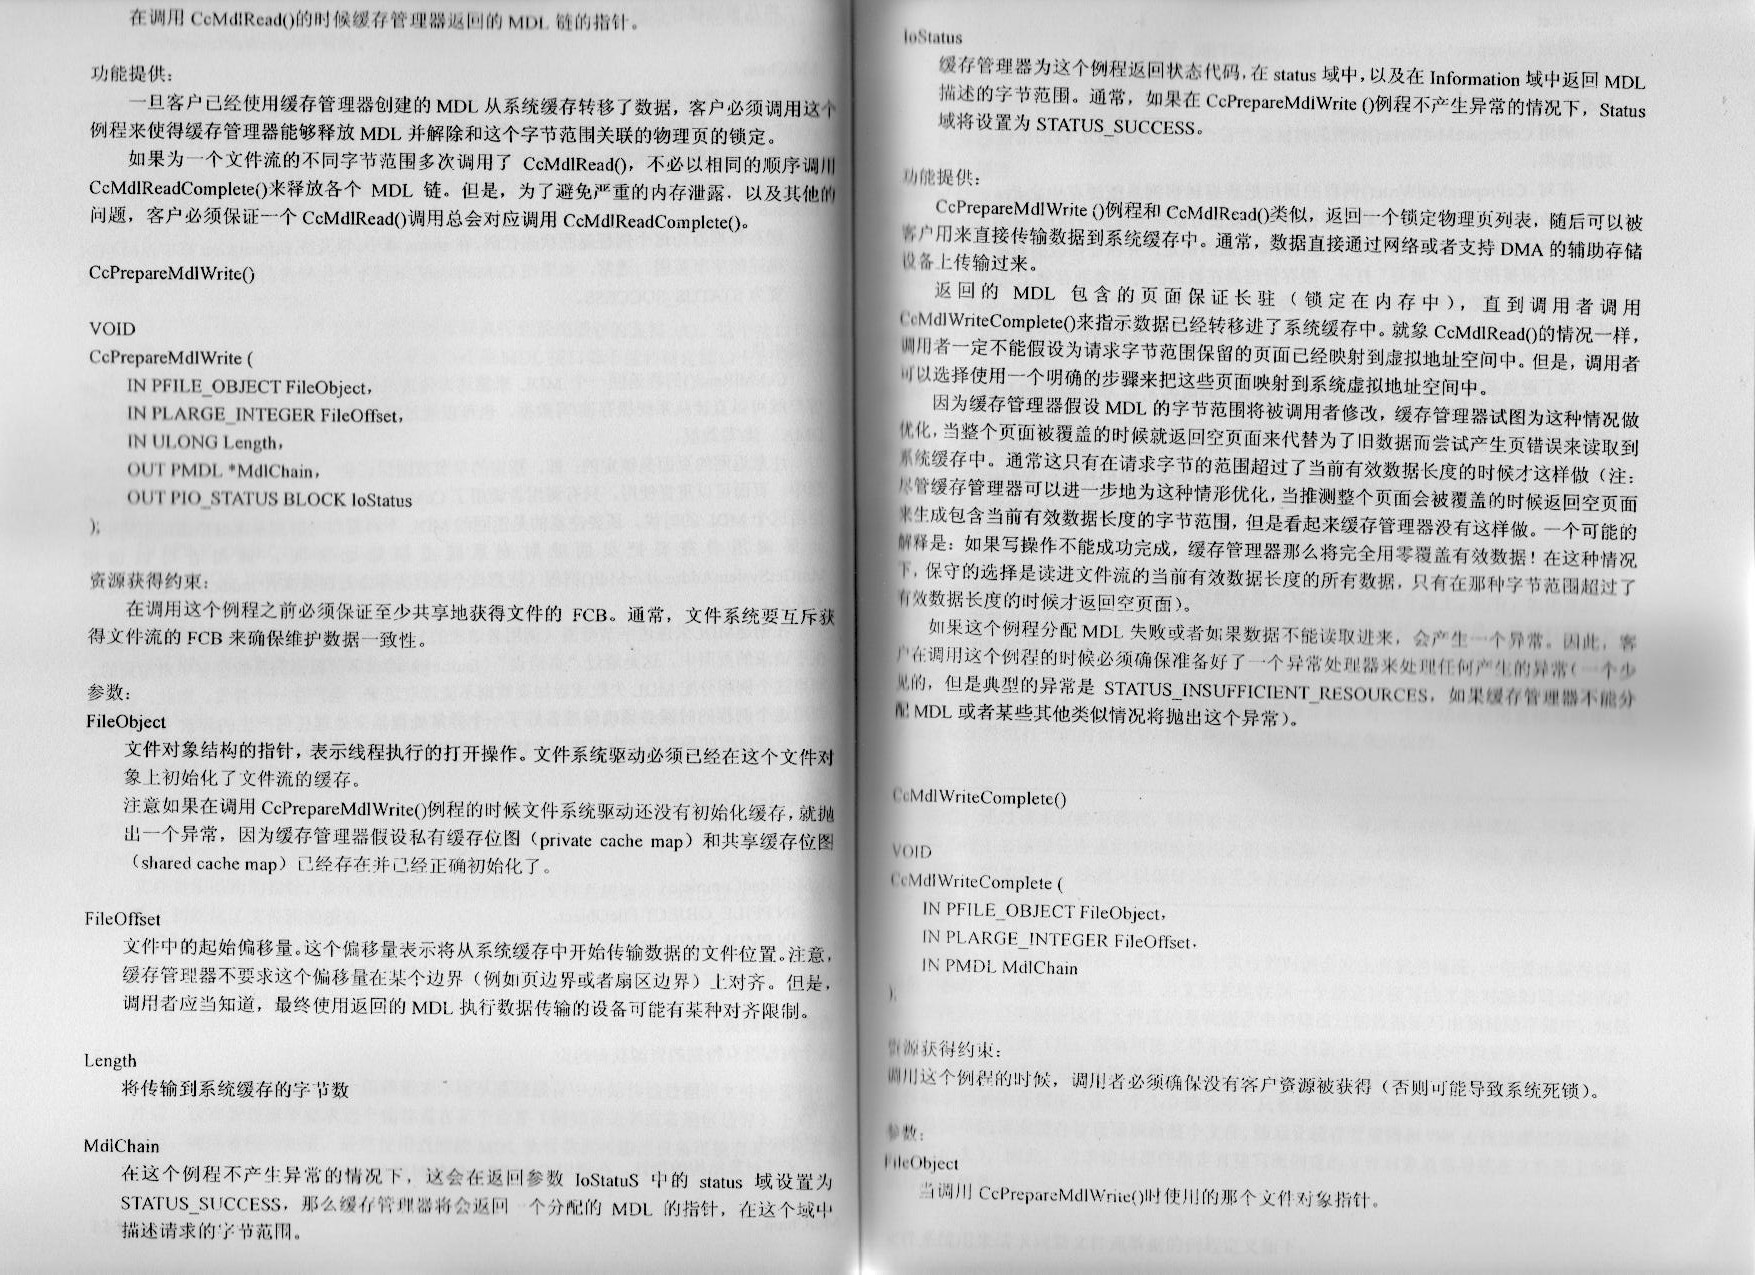 在调用 CcMdlRead()的时候缓存管理器返回的 MDL 链的指针。
功能提供：
一旦客户已经使用缓存管理器创建的 MDL 从系统缓存转移了数据，客户必须调用这个
例程来使得缓存管理器能够释放 MDL 并解除和这个字节范围关联的物理页的锁定。
如果为一个文件流的不同字节范围多次调用了 CcMdlRead()，不必以相同的顺序调用
CcMdlReadComplete()来释放各个 MDL 链。但是，为了避免严重的内存泄露．以及其他的
问题，客户必须保证一个 CcMdlRead()调用总会对应调用 CcMdlReadComplete()。
CcPrepareMdlWrite()
VOID
CcPrepareMdlWrite (
IN PFILE_OBJECT FileObject，
IN PLARGE_INTEGER FileOffset，
IN ULONG Length，
OUT PMDL *MdlChain，
OUT PIO_STATUS BLOCK IoStatus
);
资源获得约束：
在调用这个例程之前必须保证至少共享地获得文件的 FCB。通常，文件系统要互斥获
得文件流的 FCB 来确保维护数据一致性。
参数：
FileObject
文件对象结构的指针，表示线程执行的打开操作。文件系统驱动必须已经在这个文件对
象上初始化了文件流的缓存。
注意如果在调用 CcPrepareMdlWrite()例程的时候文件系统驱动还没有初始化缓存，就抛
出一个异常，因为缓存管理器假设私有缓存位图（private cache map）和共享缓存位图
（shared cache map）已经存在并已经正确初始化了。
FileOffset
文件中的起始偏移量。这个偏移量表示将从系统缓存中开始传输数据的文件位置。注意，
缓存管理器不要求这个偏移量在某个边界（例如页边界或者扇区边界）上对齐。但是，
调用者应当知道，最终使用返回的 MDL 执行数据传输的设备可能有某种对齐限制。
Length
将传输到系统缓存的字节数
MdlChain
在这个例程不产生异常的情况下，这会在返回参数 IoStatuS 中的 status 域设置为
STATUS_SUCCESS，那么缓存管理器将会返回一个分配的 MDL 的指针，在这个域中
描述请求的字节范围。
IoStatus
缓存管理器为这个例程返回状态代码，在 status 域中，以及在 Information 域中返回 MDL
描述的字节范围。通常，如果在 CcPrepareMdlWrite ()例程不产生异常的情况下，Status
域将设置为 STATUS_SUCCESS。
功能提供：
CcPrepareMdlWrite ()例程和 CcMdlRead()类似，返回一个锁定物理页列表，随后可以被
客户用来直接传输数据到系统缓存中。通常，数据直接通过网络或者支持 DMA 的辅助存储
设备上传输过来。
返回的 MDL 包含的页面保证长驻（锁定在内存中），直到调用者调用
CcMdlWriteComplete()来指示数据已经转移进了系统缓存中。就象 CcMdlRead()的情况一样，
调用者一定不能假设为请求字节范围保留的页面已经映射到虚拟地址空间中。但是，调用者
可以选择使用一个明确的步骤来把这些页面映射到系统虚拟地址空间中。
因为缓存管理器假设 MDL 的字节范围将被调用者修改，缓存管理器试图为这种情况做
优化，当整个页面被覆盖的时候就返回空页面来代替为了旧数据而尝试产生页错误来读取到
系统缓存中。通常这只有在请求字节的范围超过了当前有效数据长度的时候才这样做（注：
尽管缓存管理器可以进一步地为这种情形优化，当推测整个页面会被覆盖的时候返回空页面
来生成包含当前有效数据长度的字节范围，但是看起来缓存管理器没有这样做。一个可能的
解释是：如果写操作不能成功完成，缓存管理器那么将完全用零覆盖有效数据！在这种情况
下，保守的选择是读进文件流的当前有效数据长度的所有数据，只有在那种字节范围超过了
有效数据长度的时候才返回空页面）。
如果这个例程分配 MDL 失败或者如果数据不能读取进来，会产生一个异常。因此，客
户在调用这个例程的时候必须确保准备好了一个异常处理器来处理任何产生的异常（一个少
见的，但是典型的异常是 STATUS_INSUFFICIENT_RESOURCES，如果缓存管理器不能分
配 MDL 或者某些其他类似情况将抛出这个异常）。
CcMdlWriteComplete()
VOID
CcMdlWriteComplete (
IN PFILE_OBJECT FileObject，
IN PLARGE_INTEGER FileOffset．
IN PMDL MdlChain
);
资源获得约束：
调用这个例程的时候，调用者必须确保没有客户资源被获得（否则可能导致系统死锁）。
参数：
FileObject
当调用 CcPrepareMdlWrite()时使用的那个文件对象指针。